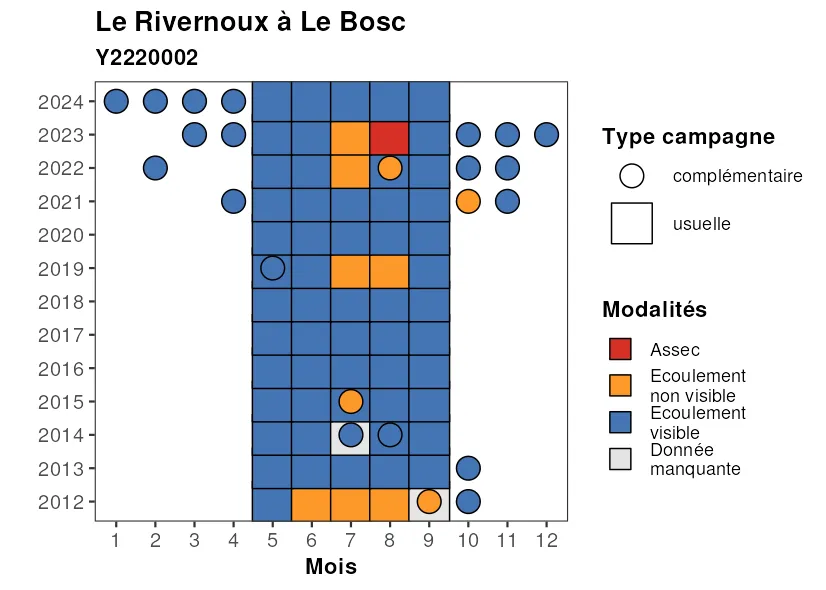 Le Rivernoux à Le Bosc
Y2220002
2024
2023
2022
2021
2020
2019
2018
2017
2016
2015
2014
2013
2012
1 2 3 4 5 6 7 8 9 10 11 12
Mois
Type campagne
complémentaire
usuelle
Modalités
Assec
Ecoulement
non visible
Ecoulement
visible
Donnée
manquante